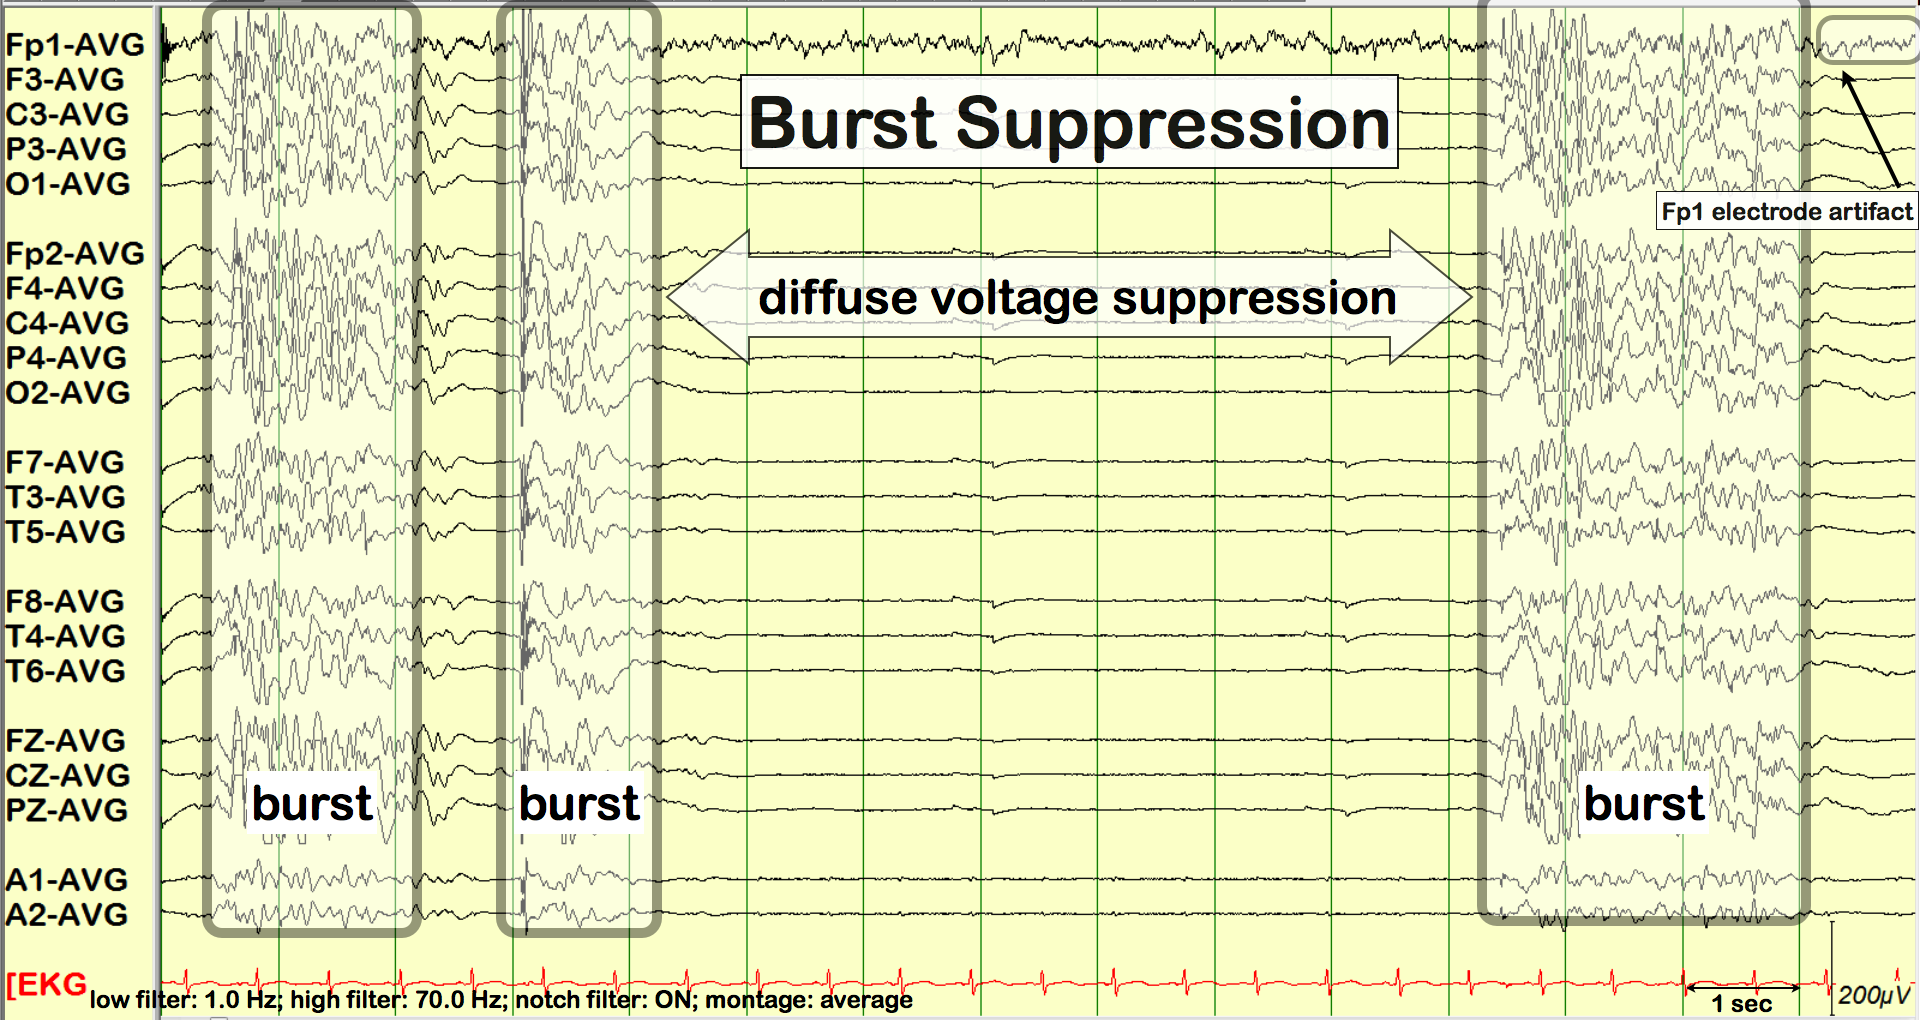 Fp1-AVG
F3-AVG
C3-AVG
P3-AVG
O1-AVG
Burst Suppression
Fp1 electrode artifact
Fp2-AVG
F4-AVG
C4-AVG
P4-AVG
O2-AVG
diffuse voltage suppression
F7-AVG
T3-AVG
T5-AVG
F8-AVG
T4-AVG
T6-AVG
FZ-AVG
CZ-AVG
PZ-AVG
burst
burst
burst
A1-AVG
A2-AVG
[EKG
low filter: 1.0 Hz; high filter: 70.0 Hz; notch filter: ON; montage: average
1 sec
200µV